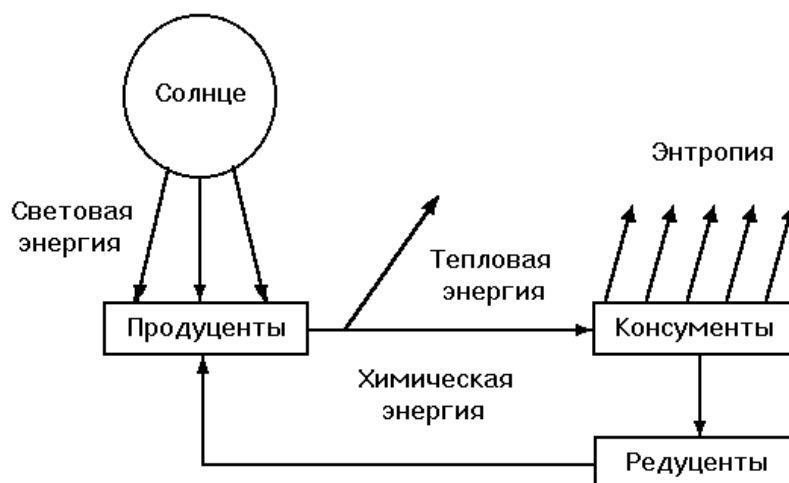 Солнце
Энтропия
Световая
энергия
Тепловая
энергия
Продуценты
Консументы
Химическая
энергия
Редуценты